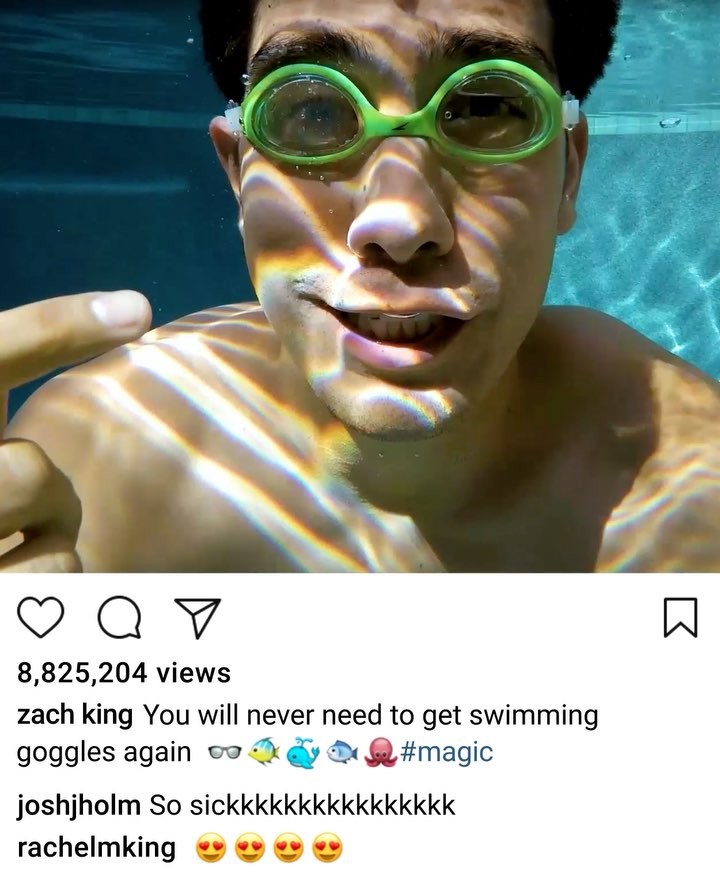 8,825,204 views
zach king You will never need to get swimming
goggles again 👓🐠🐳🐟🐙#magic
joshjholm So sickkkkkkkkkkkkkkkkk
rachelmking 😍😍😍😍